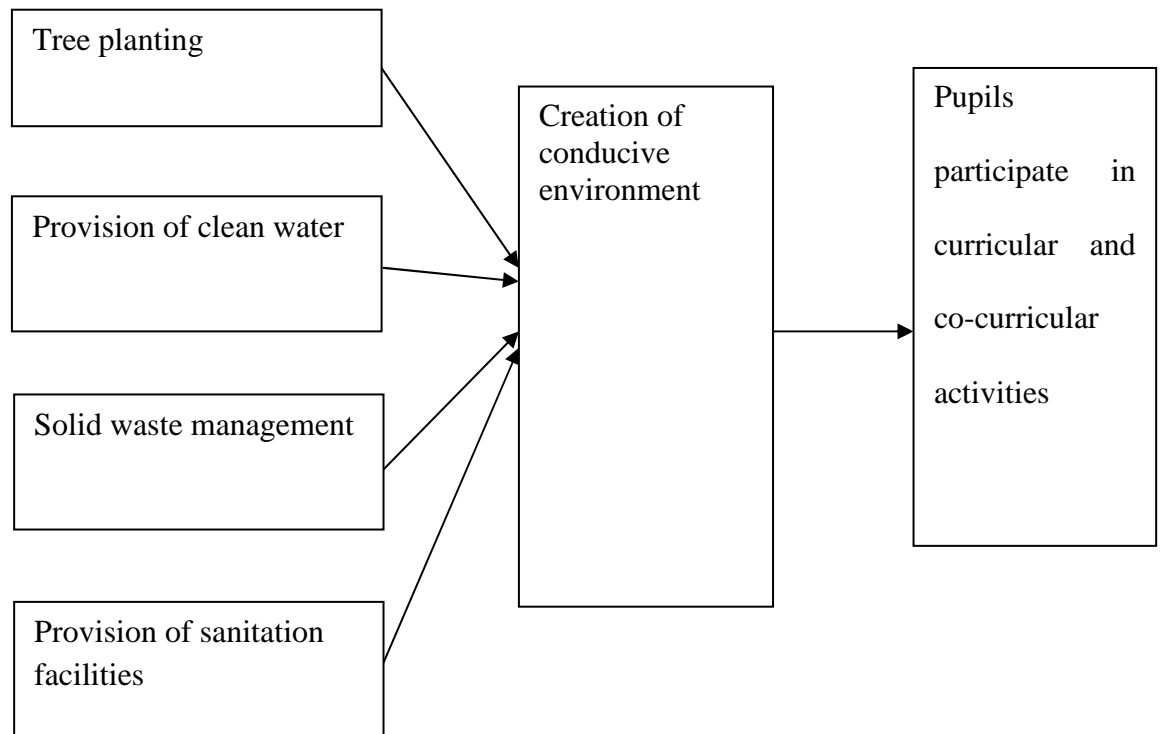 Tree planting
Provision of clean water
Solid waste management
Provision of sanitation
facilities
Creation of
conducive
environment
Pupils
participate in
curricular and
co-curricular
activities